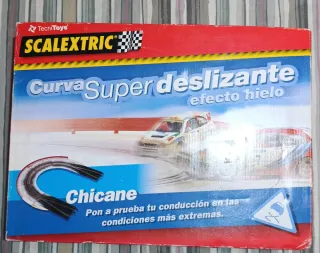 TecniToys
SCALEXTRIC
Curva Super deslizante
efecto hielo
Chicane
Pon a prueba tu conducción en las
condiciones más extremas.